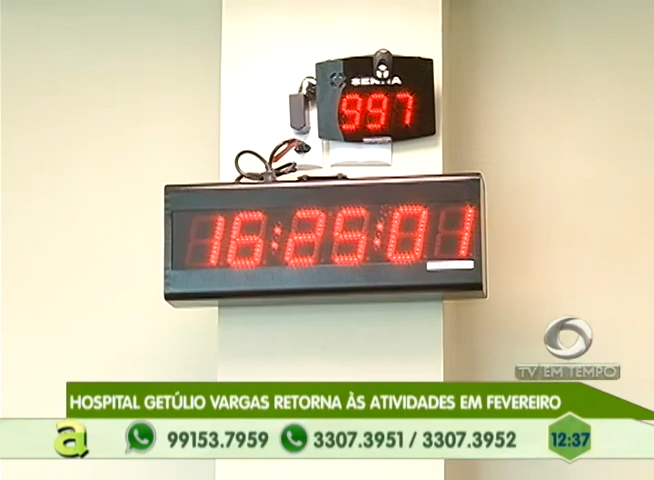 SENHA
997
16:25:01
TV EM TEMPO
HOSPITAL GETÚLIO VARGAS RETORNA ÀS ATIVIDADES EM FEVEREIRO
a 99153.7959 3307.3951 / 3307.3952 12:37